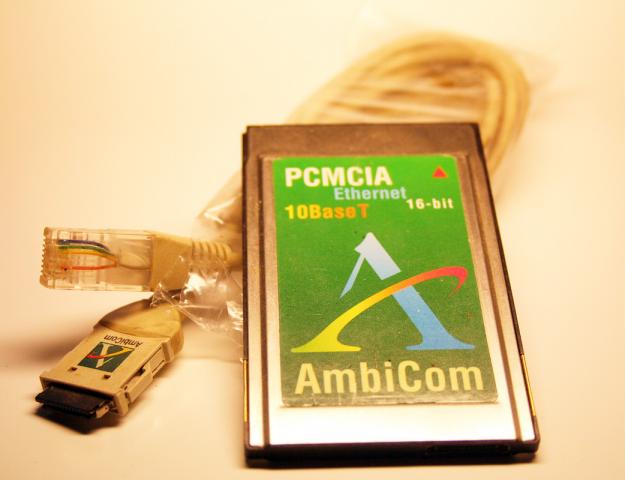 PCMCIA
Ethernet
16-bit
10BaseT
AmbiCom
AmbiCom